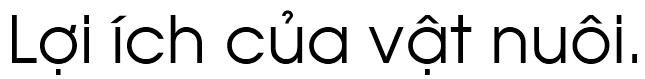 Lợi ích của vật nuôi.